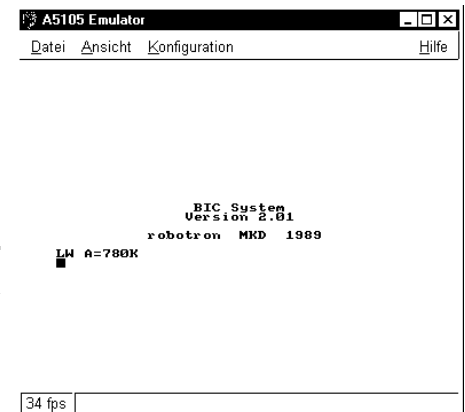 A5105 Emulator
Datei Ansicht Konfiguration Hilfe
BIC System
Version 2.01
robotron MKD 1989
LW A=780K
34 fps